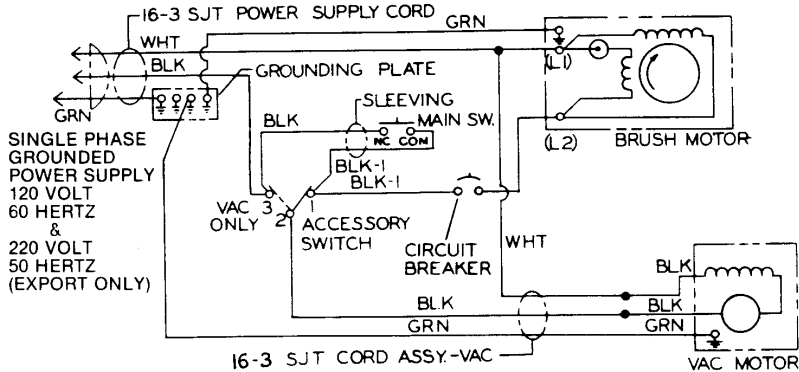 16-3 SJT POWER SUPPLY CORD
GRN
WHT
BLK
(L1)
GROUNDING PLATE
GRN
SLEEVING
BLK
MAIN SW.
NC COM
(L2)
BRUSH MOTOR
SINGLE PHASE
GROUNDED
POWER SUPPLY
120 VOLT
60 HERTZ
&
220 VOLT
50 HERTZ
(EXPORT ONLY)
BLK-1
BLK-1
VAC
ONLY
3
2
1
ACCESSORY
SWITCH
CIRCUIT
BREAKER
WHT
BLK
BLK
BLK
GRN
GRN
16-3 SJT CORD ASSY.-VAC
VAC MOTOR